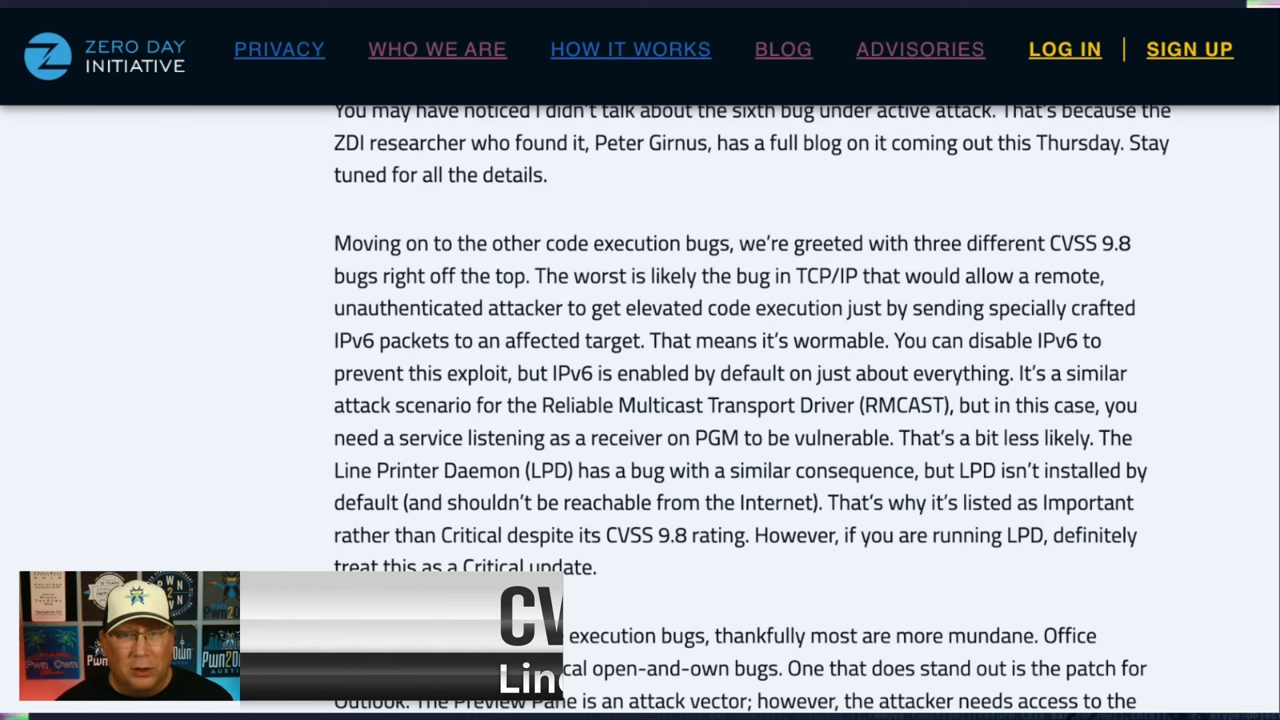 ZERO DAY
INITIATIVE
PRIVACY
WHO WE ARE
HOW IT WORKS
BLOG
ADVISORIES
LOG IN
SIGN UP
You may have noticed I didn't talk about the sixth bug under active attack. That's because the
ZDI researcher who found it, Peter Girnus, has a full blog on it coming out this Thursday. Stay
tuned for all the details.
Moving on to the other code execution bugs, we're greeted with three different CVSS 9.8
bugs right off the top. The worst is likely the bug in TCP/IP that would allow a remote,
unauthenticated attacker to get elevated code execution just by sending specially crafted
IPv6 packets to an affected target. That means it's wormable. You can disable IPv6 to
prevent this exploit, but IPv6 is enabled by default on just about everything. It's a similar
attack scenario for the Reliable Multicast Transport Driver (RMCAST), but in this case, you
need a service listening as a receiver on PGM to be vulnerable. That's a bit less likely. The
Line Printer Daemon (LPD) has a bug with a similar consequence, but LPD isn't installed by
default (and shouldn't be reachable from the Internet). That's why it's listed as Important
rather than Critical despite its CVSS 9.8 rating. However, if you are running LPD, definitely
treat this as a Critical update.
execution bugs, thankfully most are more mundane. Office
cal open-and-own bugs. One that does stand out is the patch for
Outlook. The Preview Pane is an attack vector; however, the attacker needs access to the
CV
Line
PWN
Pwn Own
Pwn2O